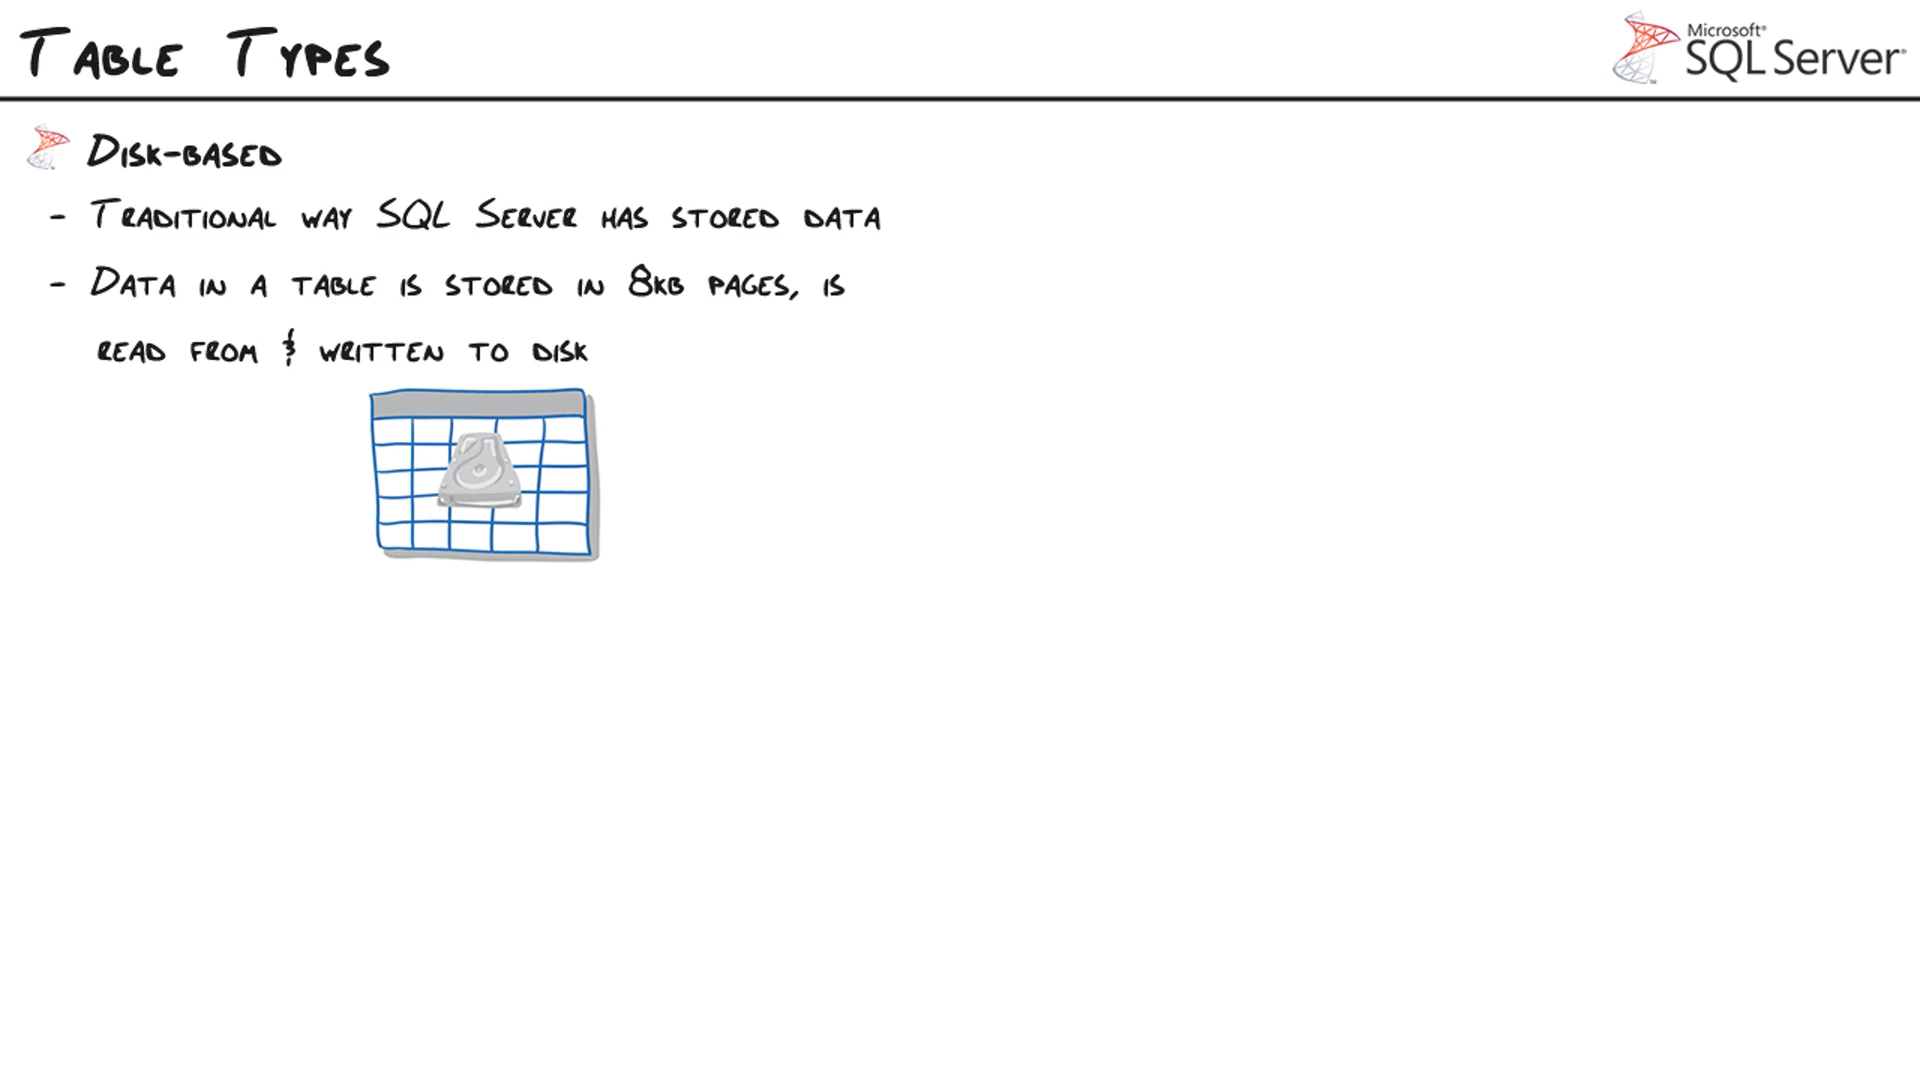 Table Types
Microsoft® SQL Server®
Disk-based
- Traditional way SQL Server has stored data
- Data in a table is stored in 8kb pages, is
read from & written to disk